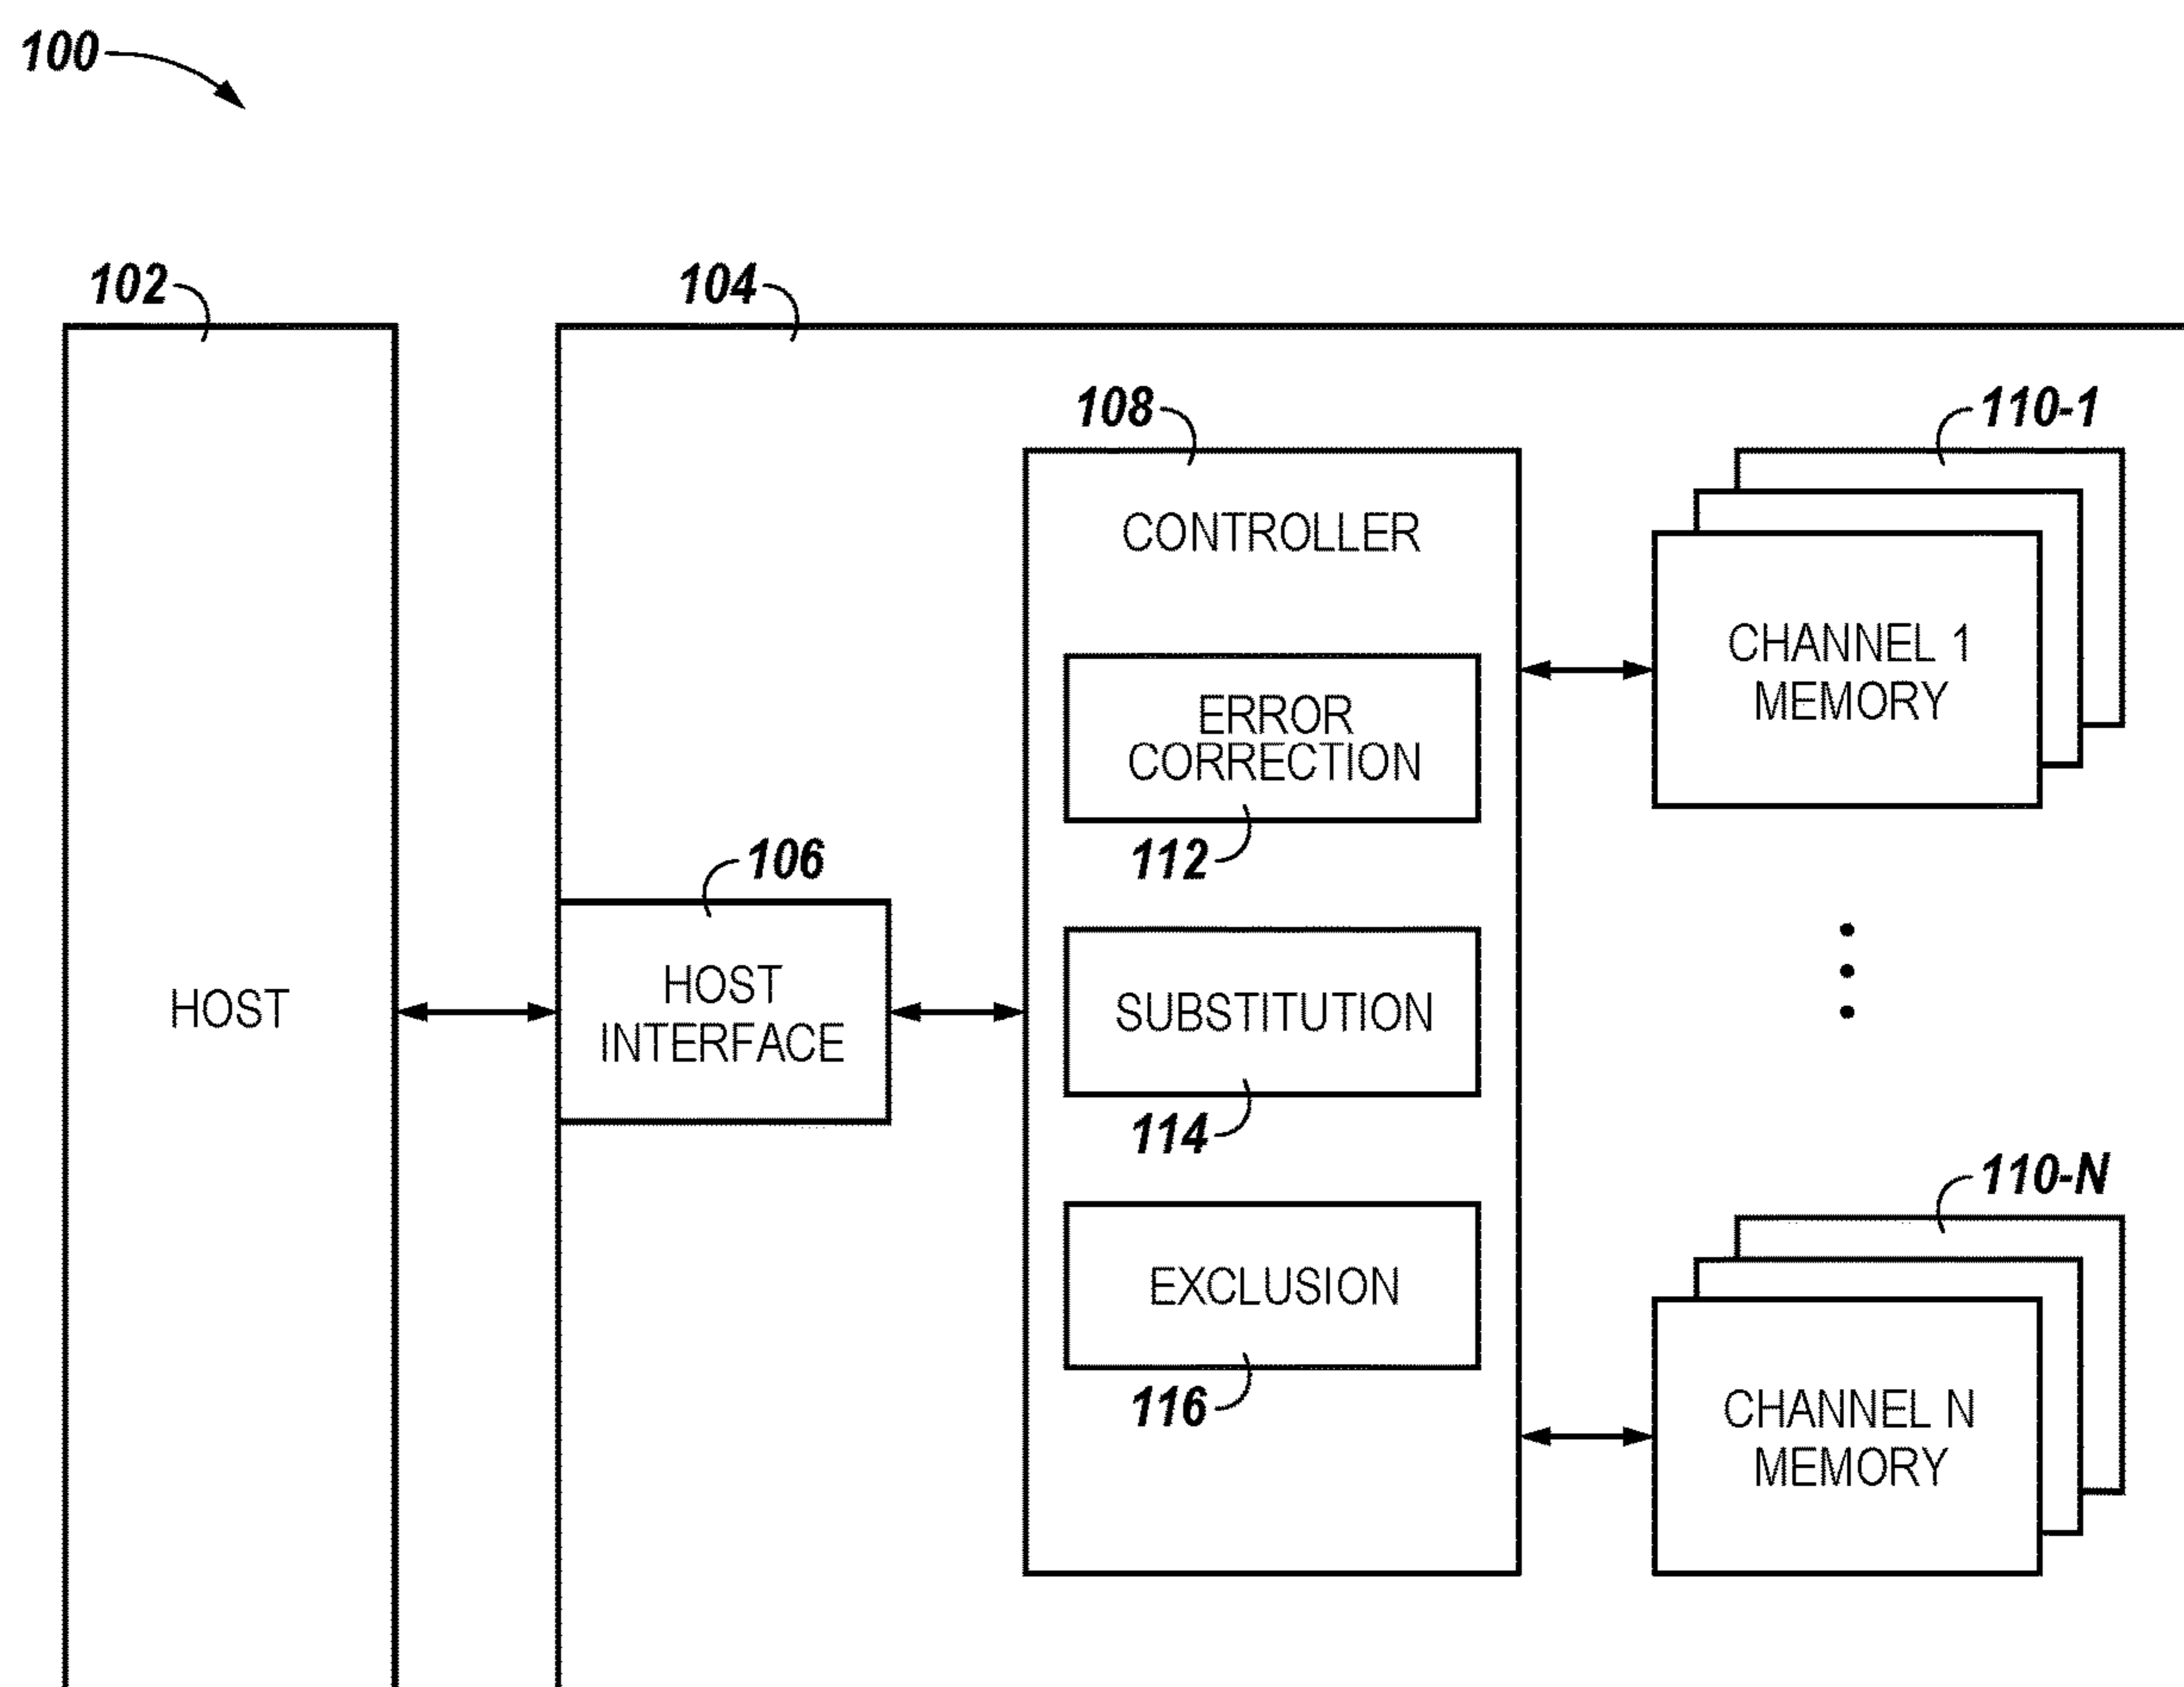 100
102
104
108
110-1
CONTROLLER
CHANNEL 1
MEMORY
ERROR
CORRECTION
112
106
HOST
HOST
INTERFACE
SUBSTITUTION
114
110-N
EXCLUSION
116
CHANNEL N
MEMORY